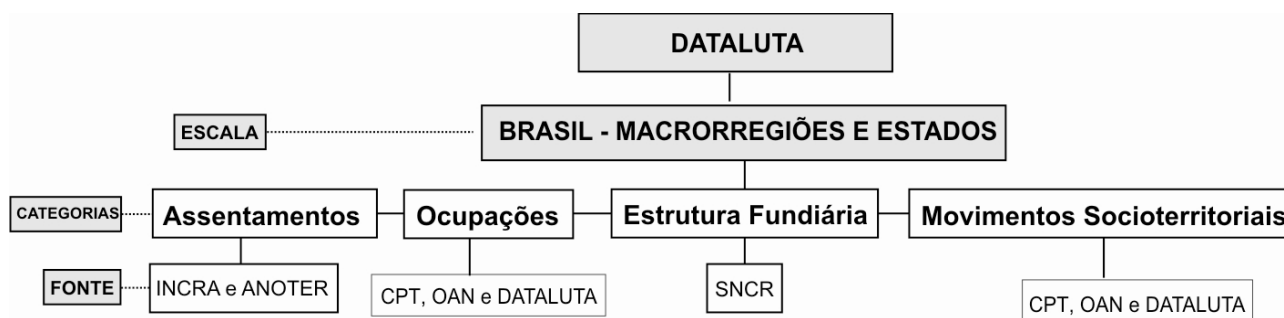 DATALUTA
ESCALA
BRASIL - MACRORREGIÕES E ESTADOS
CATEGORIAS
Assentamentos
Ocupações
Estrutura Fundiária
Movimentos Socioterritoriais
FONTE
INCRA e ANOTER
CPT, OAN e DATALUTA
SNCR
CPT, OAN e DATALUTA